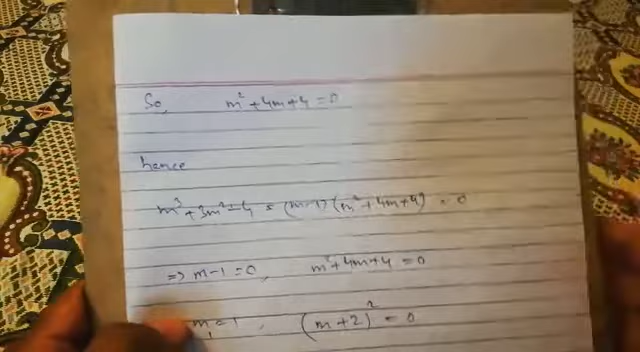 So, m² + 4m + 4 = 0
hence
m³ + 3m² - 4 = (m-1) (m² + 4m + 4) = 0
=> m - 1 = 0, m² + 4m + 4 = 0
m₁ = 1, (m + 2)² = 0